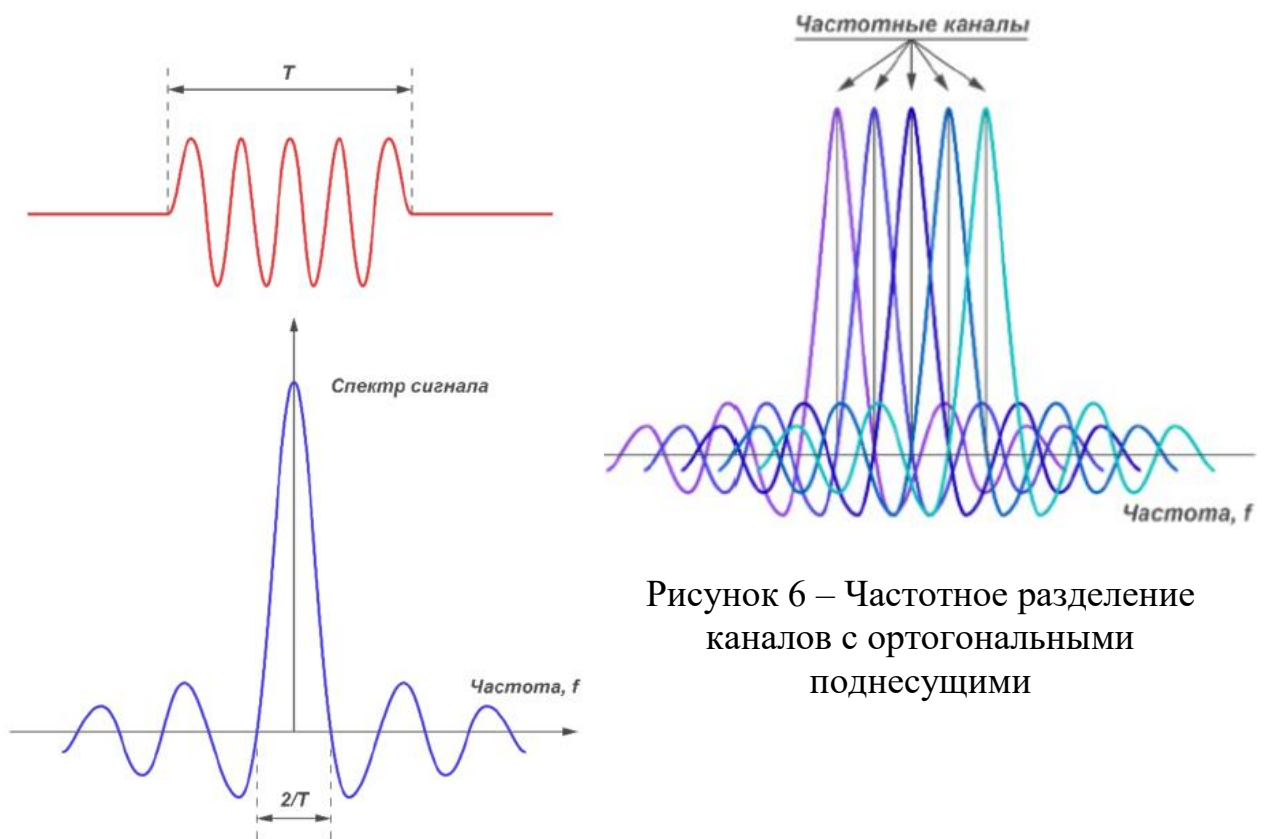 T
Спектр сигнала
Частота, f
2/T
Частотные каналы
Частота, f
Рисунок 6 – Частотное разделение
каналов с ортогональными
поднесущими